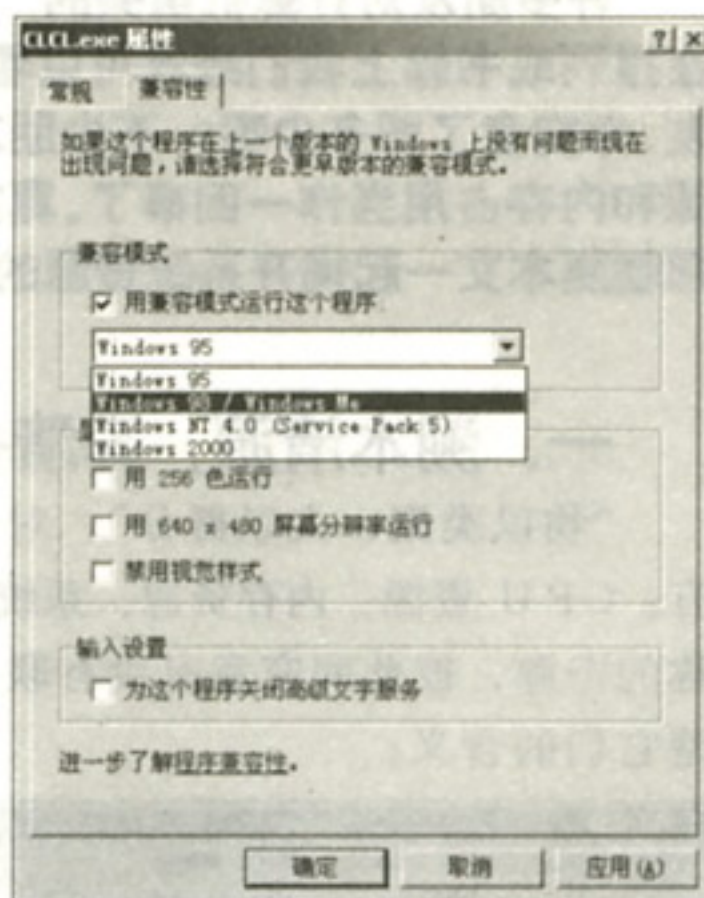 CLCL.exe 属性
常规 兼容性
如果这个程序在上一个版本的 Windows 上没有问题而现在
出现问题，请选择符合更早版本的兼容模式。
兼容模式
用兼容模式运行这个程序
Windows 95
Windows 95
Windows 98 / Windows Me
Windows NT 4.0 (Service Pack 5)
Windows 2000
用 256 色运行
用 640 x 480 屏幕分辨率运行
禁用视觉样式
输入设置
为这个程序关闭高级文字服务
进一步了解程序兼容性。
确定 取消 应用(A)